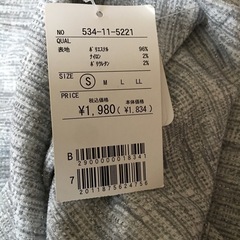 NO 534-11-5221
QUAL
表地 ポリエステル 96%
ナイロン 2%
ポリウレタン 2%
SIZE S M L LL
PRICE
税込価格 本体価格
¥1,980 (¥1,834)
B
2900000018341
7
2011875624756